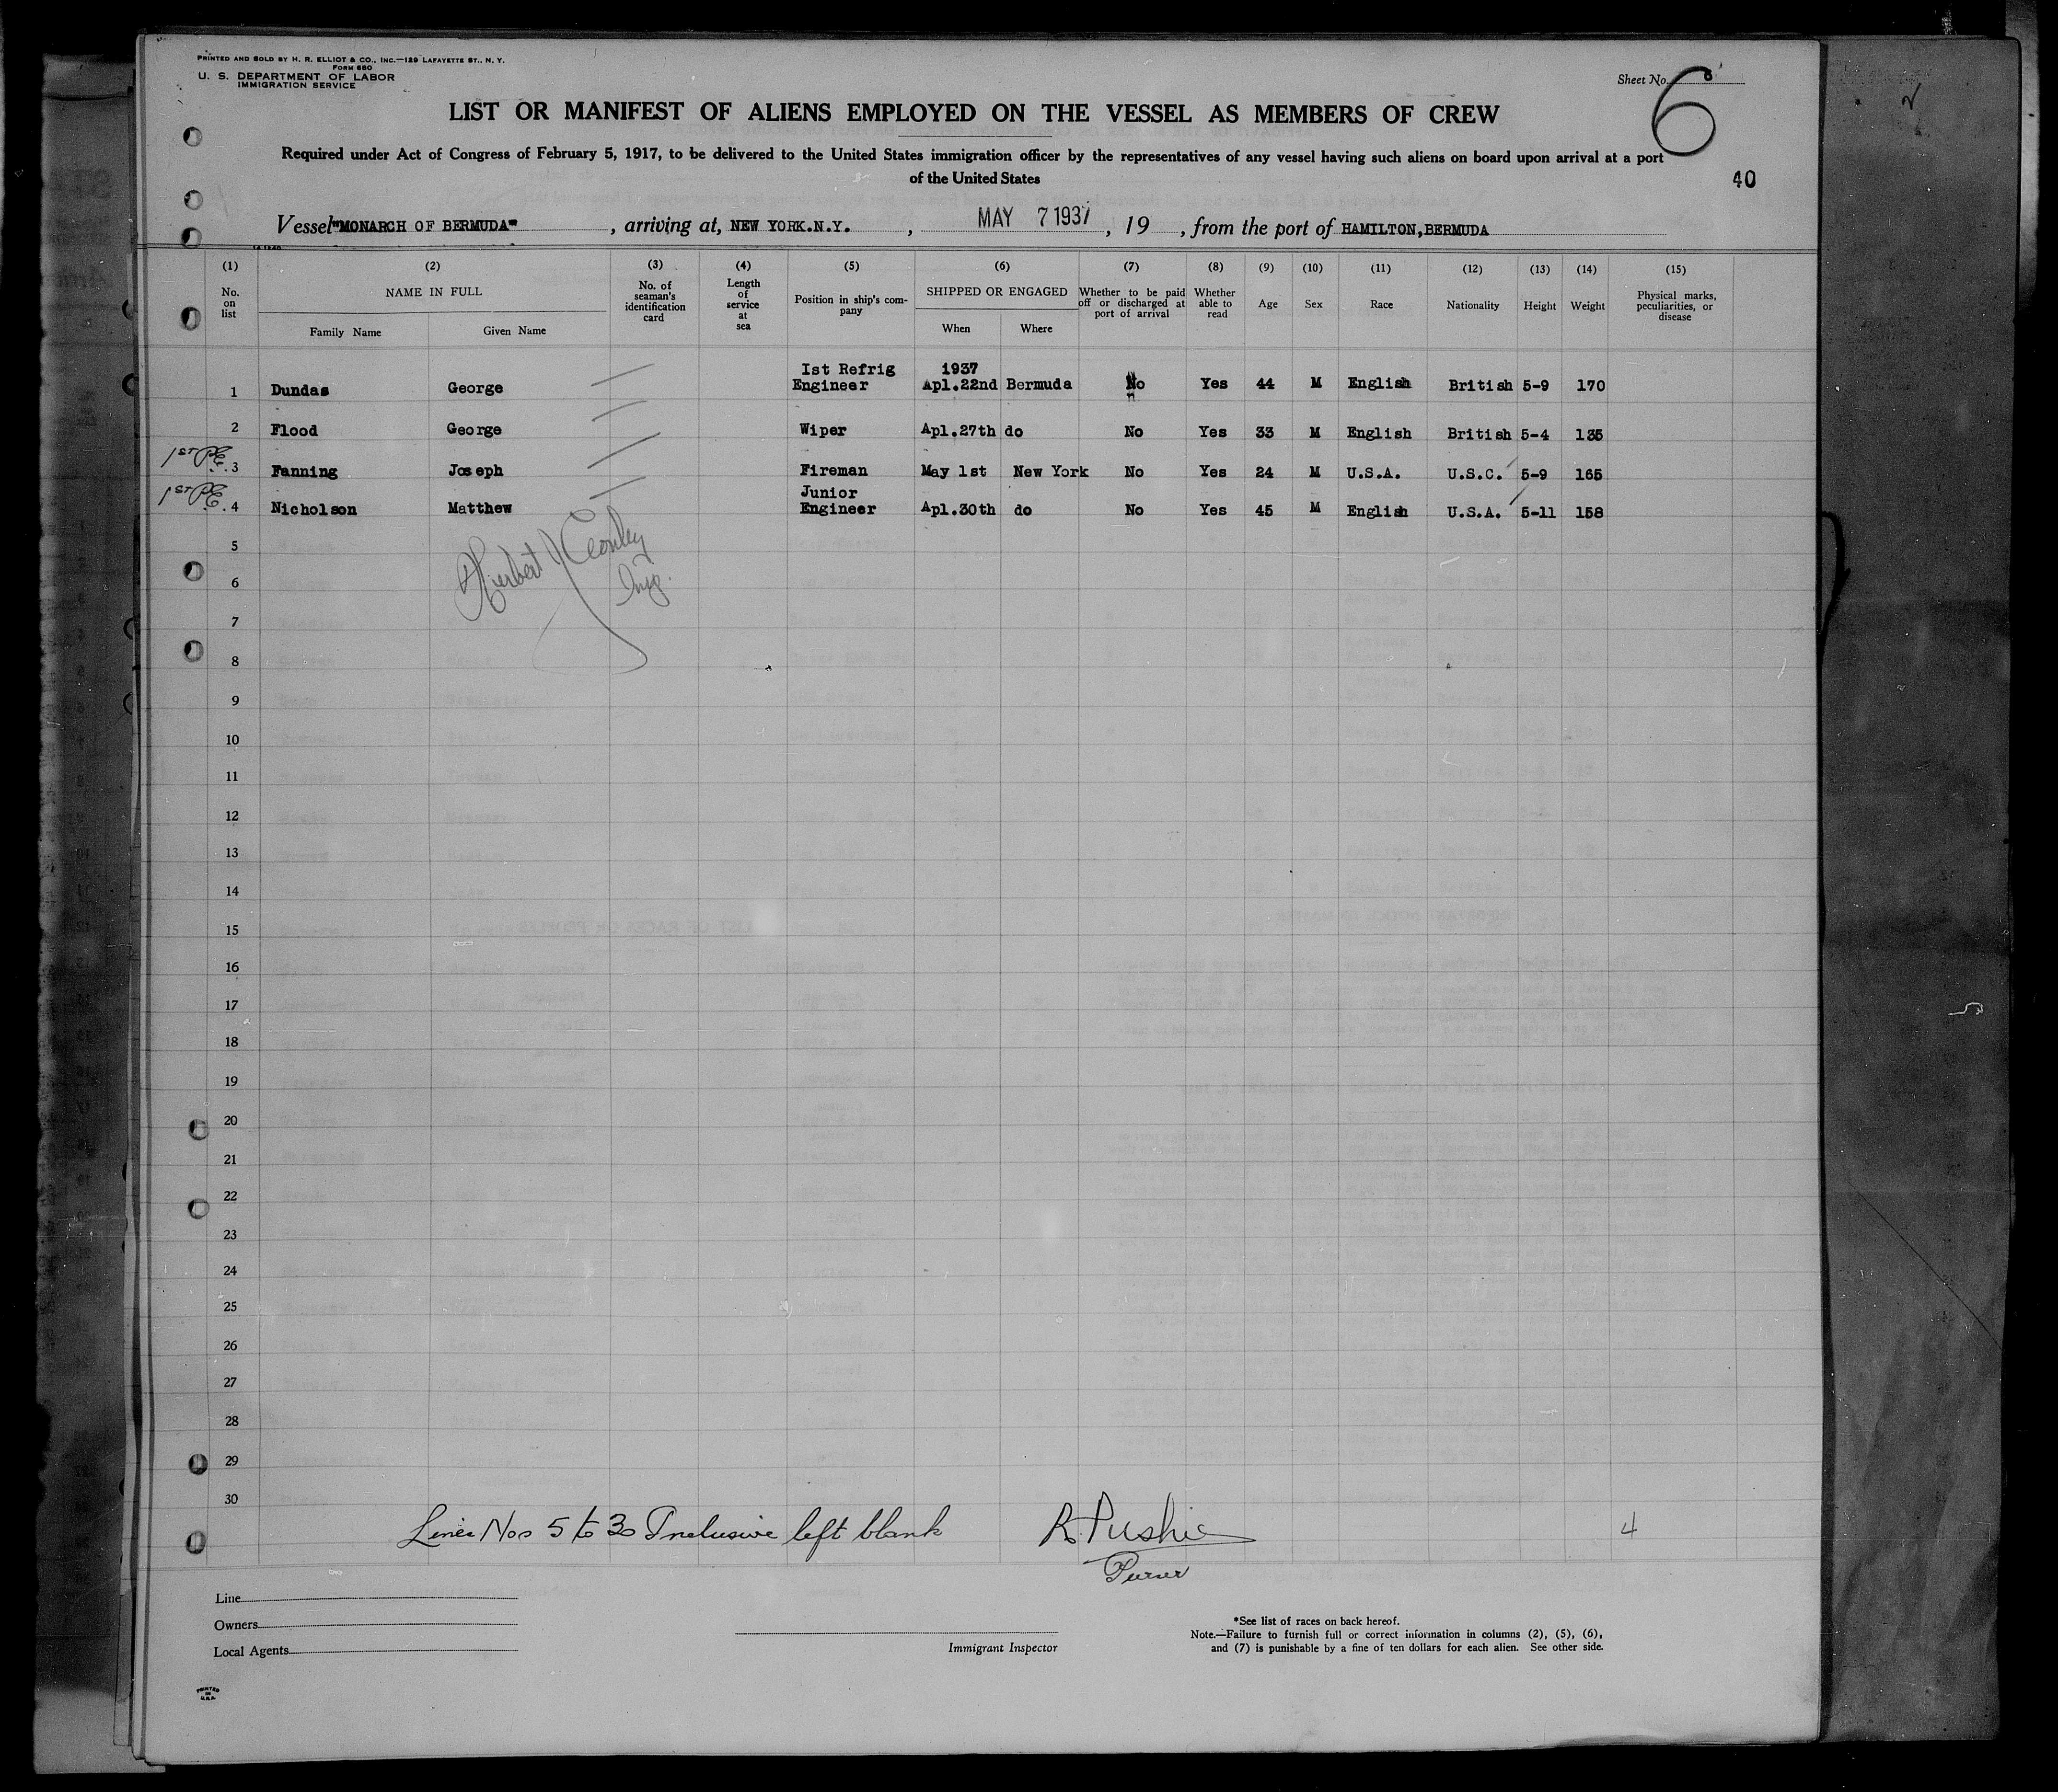 PRINTED AND SOLD BY H. R. ELLIOT & CO., INC.—129 LAFAYETTE ST., N. Y.
FORM 680
U. S. DEPARTMENT OF LABOR
IMMIGRATION SERVICE
Sheet No. 6
6
LIST OR MANIFEST OF ALIENS EMPLOYED ON THE VESSEL AS MEMBERS OF CREW
Required under Act of Congress of February 5, 1917, to be delivered to the United States immigration officer by the representatives of any vessel having such aliens on board upon arrival at a port
of the United States
40
Vessel "MONARCH OF BERMUDA" , arriving at, NEW YORK.N.Y. , MAY 7 1937 , 19 , from the port of HAMILTON,BERMUDA
(1) (2) (3) (4) (5) (6) (7) (8) (9) (10) (11) (12) (13) (14) (15)
No. on list NAME IN FULL Family Name Given Name No. of seaman's identification card Length of service at sea Position in ship's company SHIPPED OR ENGAGED When Where Whether to be paid off or discharged at port of arrival Whether able to read Age Sex Race Nationality Height Weight Physical marks, peculiarities, or disease
1st Refrig 1937
1 Dundas George Engineer Apl.22nd Bermuda No Yes 44 M English British 5-9 170
2 Flood George Wiper Apl.27th do No Yes 33 M English British 5-4 135
1st P.E. 3 Fanning Joseph Fireman May 1st New York No Yes 24 M U.S.A. U.S.C. 5-9 165
Junior
1st P.E. 4 Nicholson Matthew Engineer Apl.30th do No Yes 45 M English U.S.A. 5-11 158
5
6
7
8
9
10
11
12
13
14
15
16
17
18
19
20
21
22
23
24
25
26
27
28
29
30
Lines Nos 5 to 30 Inclusive left blank R. Pushie 4
Purser
Line
Owners
Local Agents
Immigrant Inspector
*See list of races on back hereof.
Note.—Failure to furnish full or correct information in columns (2), (5), (6),
and (7) is punishable by a fine of ten dollars for each alien. See other side.
PRINTED
IN
U.S.A.